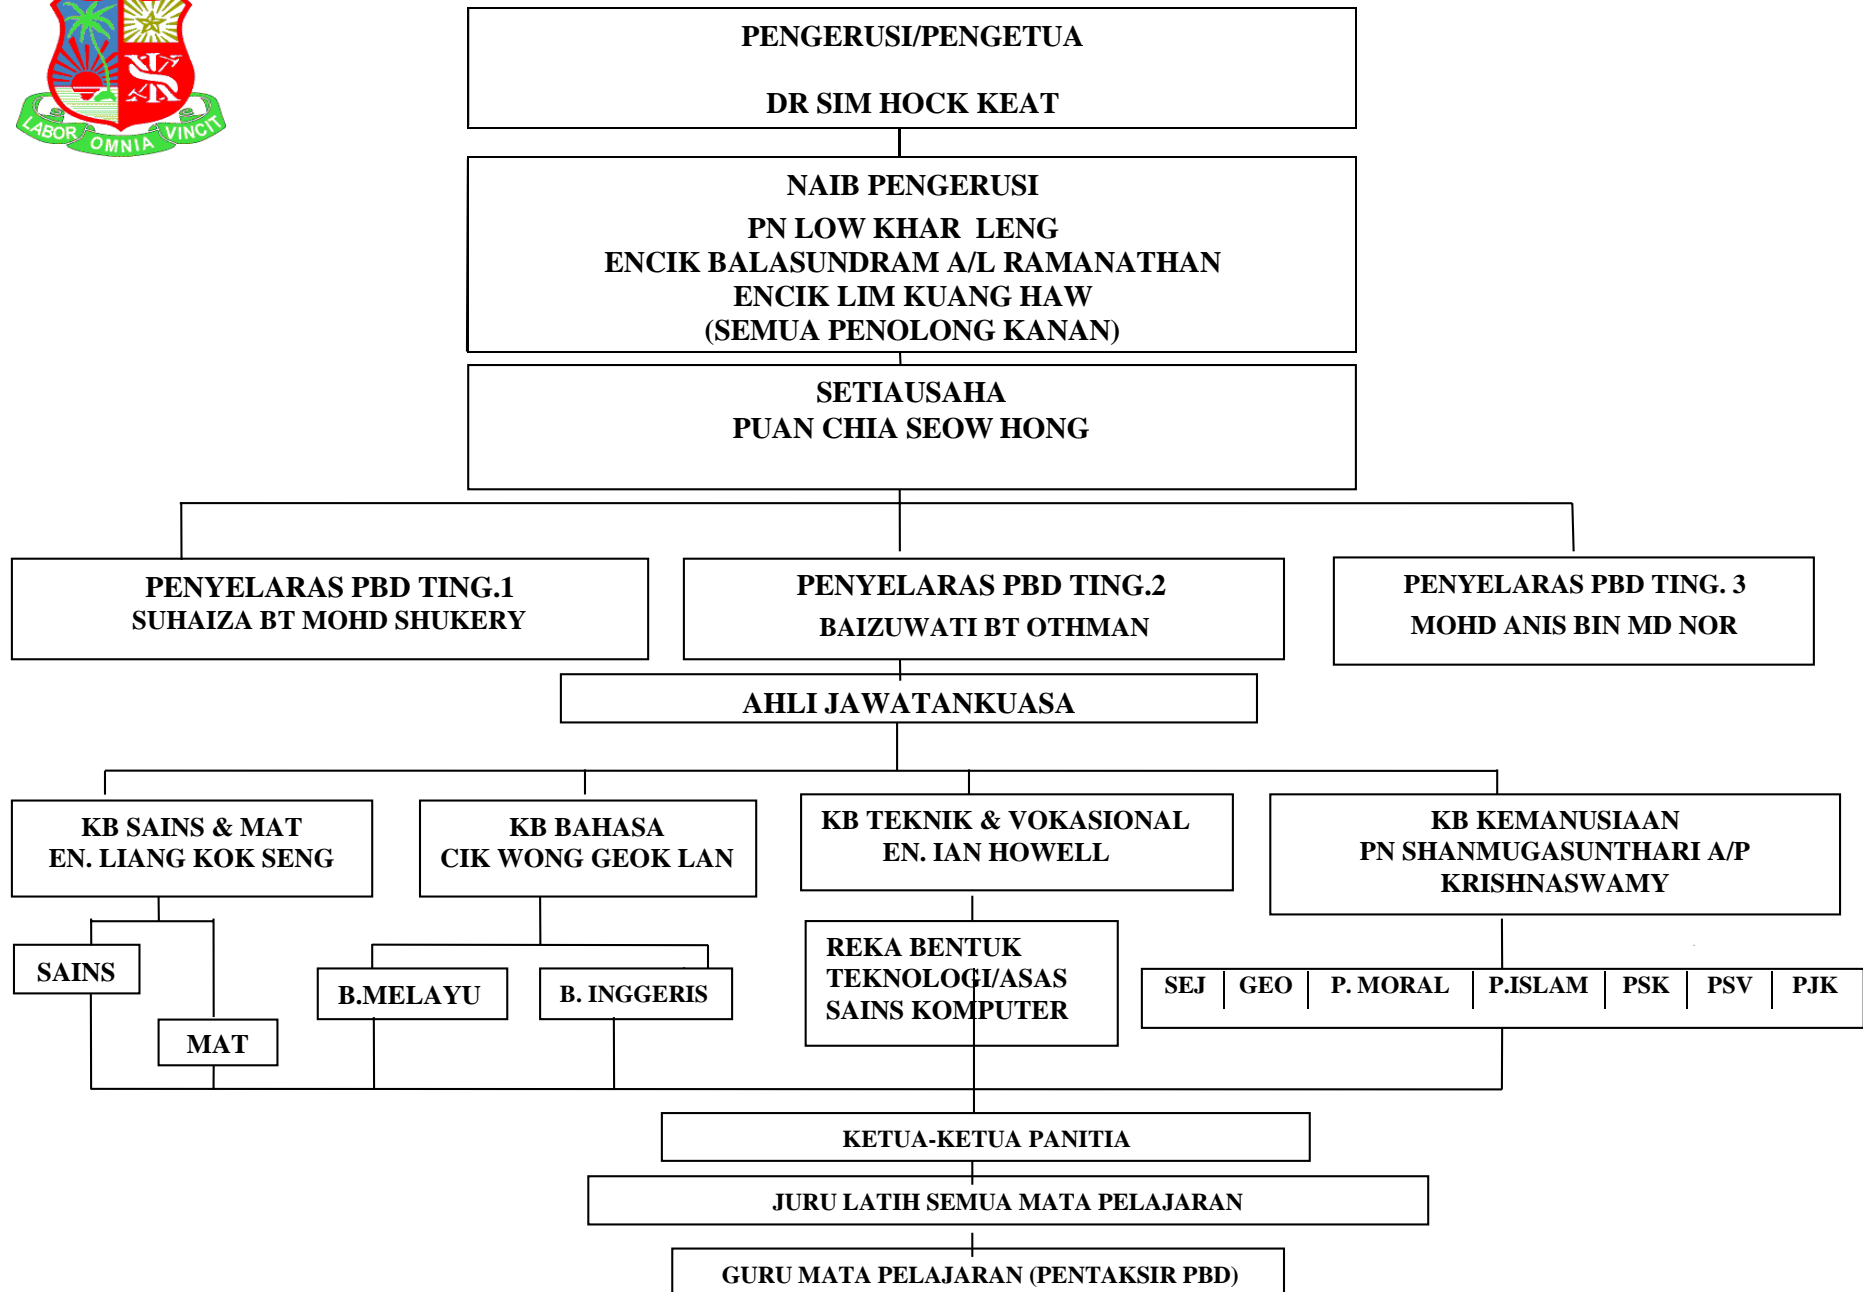 LABOR OMNIA VINCIT
PENGERUSI/PENGETUA
DR SIM HOCK KEAT
NAIB PENGERUSI
PN LOW KHAR LENG
ENCIK BALASUNDRAM A/L RAMANATHAN
ENCIK LIM KUANG HAW
(SEMUA PENOLONG KANAN)
SETIAUSAHA
PUAN CHIA SEOW HONG
PENYELARAS PBD TING.1
SUHAIZA BT MOHD SHUKERY
PENYELARAS PBD TING.2
BAIZUWATI BT OTHMAN
PENYELARAS PBD TING. 3
MOHD ANIS BIN MD NOR
AHLI JAWATANKUASA
KB SAINS & MAT
EN. LIANG KOK SENG
KB BAHASA
CIK WONG GEOK LAN
KB TEKNIK & VOKASIONAL
EN. IAN HOWELL
KB KEMANUSIAAN
PN SHANMUGASUNTHARI A/P
KRISHNASWAMY
SAINS
MAT
B.MELAYU
B. INGGERIS
REKA BENTUK
TEKNOLOGI/ASAS
SAINS KOMPUTER
SEJ GEO P. MORAL P.ISLAM PSK PSV PJK
KETUA-KETUA PANITIA
JURU LATIH SEMUA MATA PELAJARAN
GURU MATA PELAJARAN (PENTAKSIR PBD)